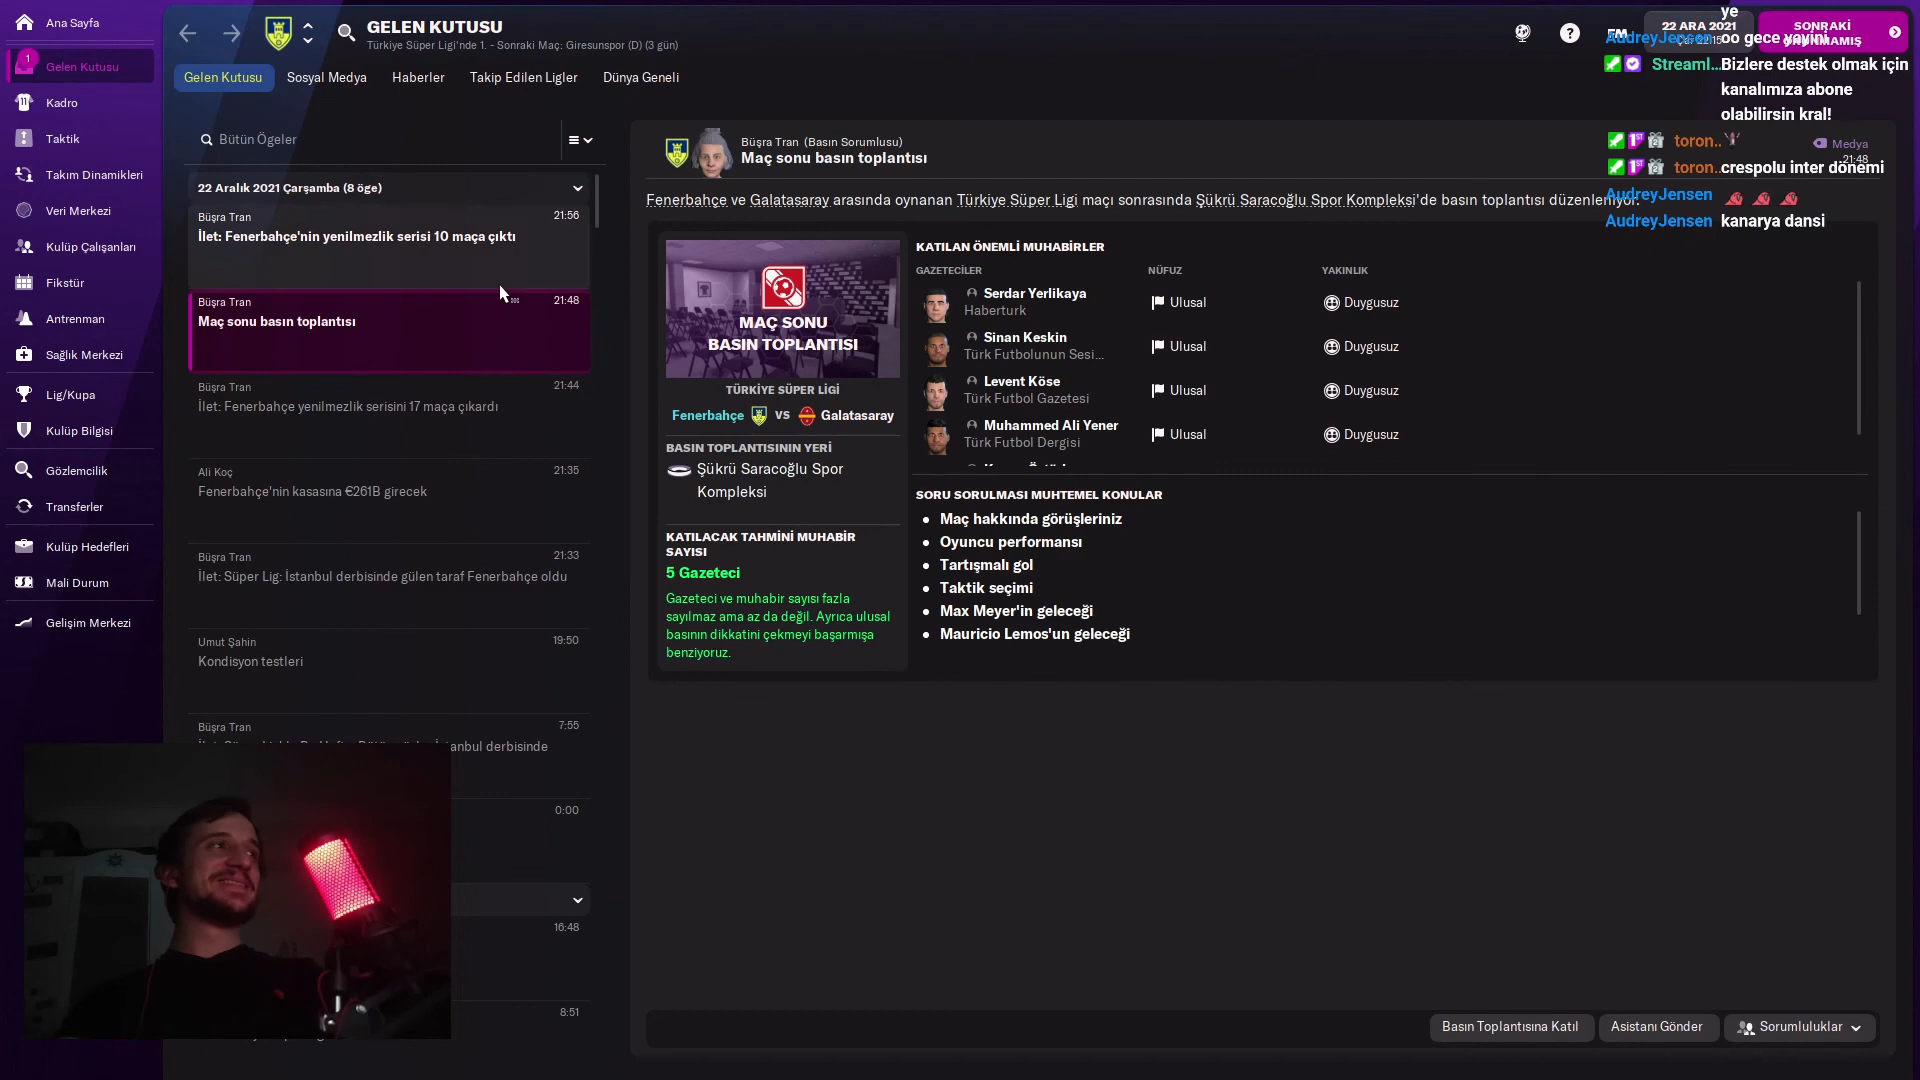 Ana Sayfa
1
Gelen Kutusu
Kadro
Taktik
Takım Dinamikleri
Veri Merkezi
Kulüp Çalışanları
Fikstür
Antrenman
Sağlık Merkezi
Lig/Kupa
Kulüp Bilgisi
Gözlemcilik
Transferler
Kulüp Hedefleri
Mali Durum
Gelişim Merkezi
GELEN KUTUSU
Türkiye Süper Ligi'nde 1. - Sonraki Maç: Giresunspor (D) (3 gün)
FM
22 ARA 2021
SONRAKİ
Gelen Kutusu
Sosyal Medya
Haberler
Takip Edilen Ligler
Dünya Geneli
Bütün Ögeler
22 Aralık 2021 Çarşamba (8 öge)
Büşra Tran 21:56
İlet: Fenerbahçe'nin yenilmezlik serisi 10 maça çıktı
Büşra Tran 21:48
Maç sonu basın toplantısı
Büşra Tran 21:44
İlet: Fenerbahçe yenilmezlik serisini 17 maça çıkardı
Ali Koç 21:35
Fenerbahçe'nin kasasına €261B girecek
Büşra Tran 21:33
İlet: Süper Lig: İstanbul derbisinde gülen taraf Fenerbahçe oldu
Umut Şahin 19:50
Kondisyon testleri
Büşra Tran 7:55
derbisinde
0:00
16:48
8:51
Büşra Tran (Basın Sorumlusu)
Maç sonu basın toplantısı
Medya
21:48
Fenerbahçe ve Galatasaray arasında oynanan Türkiye Süper Ligi maçı sonrasında Şükrü Saracoğlu Spor Kompleksi'de basın toplantısı düzenleniyor.
MAÇ SONU
BASIN TOPLANTISI
TÜRKİYE SÜPER LİGİ
Fenerbahçe VS Galatasaray
BASIN TOPLANTISININ YERİ
Şükrü Saracoğlu Spor
Kompleksi
KATILACAK TAHMİNİ MUHABİR
SAYISI
5 Gazeteci
Gazeteci ve muhabir sayısı fazla
sayılmaz ama az da değil. Ayrıca ulusal
basının dikkatini çekmeyi başarmışa
benziyoruz.
KATILAN ÖNEMLİ MUHABİRLER
GAZETECİLER NÜFUZ YAKINLIK
Serdar Yerlikaya
Haberturk
Ulusal
Duygusuz
Sinan Keskin
Türk Futbolunun Sesi...
Ulusal
Duygusuz
Levent Köse
Türk Futbol Gazetesi
Ulusal
Duygusuz
Muhammed Ali Yener
Türk Futbol Dergisi
Ulusal
Duygusuz
SORU SORULMASI MUHTEMEL KONULAR
Maç hakkında görüşleriniz
Oyuncu performansı
Tartışmalı gol
Taktik seçimi
Max Meyer'in geleceği
Mauricio Lemos'un geleceği
Basın Toplantısına Katıl
Asistanı Gönder
Sorumluluklar
ye
AudreyJensen oo gece yayini
Streaml... Bizlere destek olmak için
kanalımıza abone
olabilirsin kral!
toron..
toron.. crespolu inter dönemi
AudreyJensen
AudreyJensen kanarya dansi